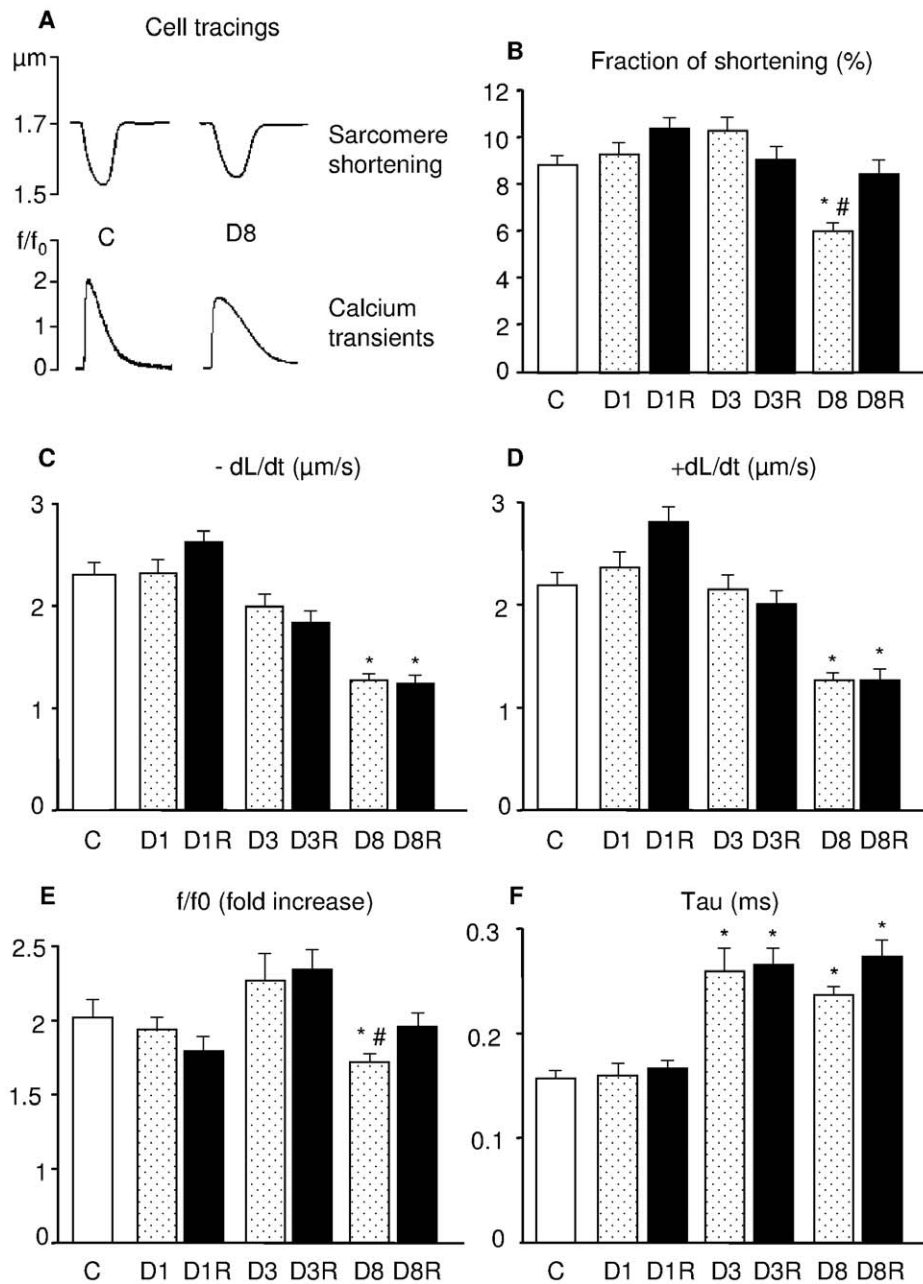 A
Cell tracings
µm
1.7
1.5
Sarcomere
shortening
f/f0
C
D8
2
1
0
Calcium
transients
B
Fraction of shortening (%)
12
10
8
6
4
2
0
* #
C D1 D1R D3 D3R D8 D8R
C
- dL/dt (µm/s)
3
2
1
0
* *
C D1 D1R D3 D3R D8 D8R
D
+dL/dt (µm/s)
3
2
1
0
* *
C D1 D1R D3 D3R D8 D8R
E
f/f0 (fold increase)
2.5
2
1.5
1
0
* #
C D1 D1R D3 D3R D8 D8R
F
Tau (ms)
0.3
0.2
0.1
0
* * * *
C D1 D1R D3 D3R D8 D8R